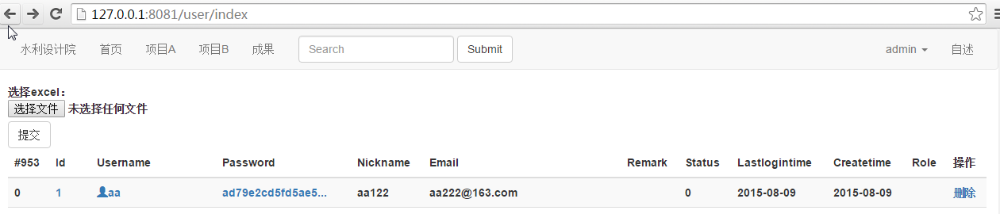 127.0.0.1:8081/user/index
水利设计院 首页 项目A 项目B 成果 Search Submit admin 自述
选择excel：
选择文件 未选择任何文件
提交
#953 Id Username Password Nickname Email Remark Status Lastlogintime Createtime Role 操作
0 1 aa ad79e2cd5fd5ae5... aa122 aa222@163.com 0 2015-08-09 2015-08-09 删除